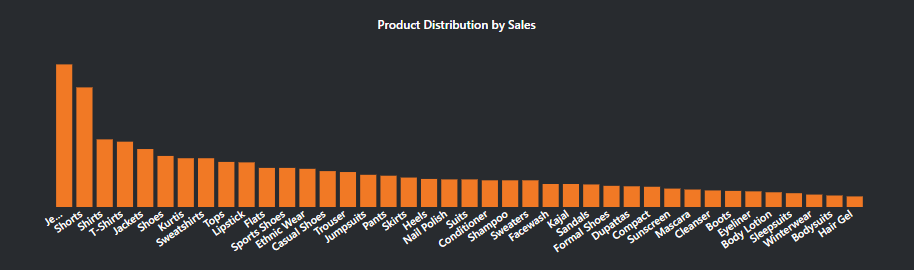 Product Distribution by Sales
Je...
Shorts
Shirts
T-Shirts
Jackets
Shoes
Kurtis
Sweatshirts
Tops
Lipstick
Flats
Sports Shoes
Ethnic Wear
Casual Shoes
Trouser
Jumpsuits
Pants
Skirts
Heels
Nail Polish
Suits
Conditioner
Shampoo
Sweaters
Facewash
Kajal
Sandals
Formal Shoes
Dupattas
Compact
Sunscreen
Mascara
Cleanser
Boots
Eyeliner
Body Lotion
Sleepsuits
Winterwear
Bodysuits
Hair Gel